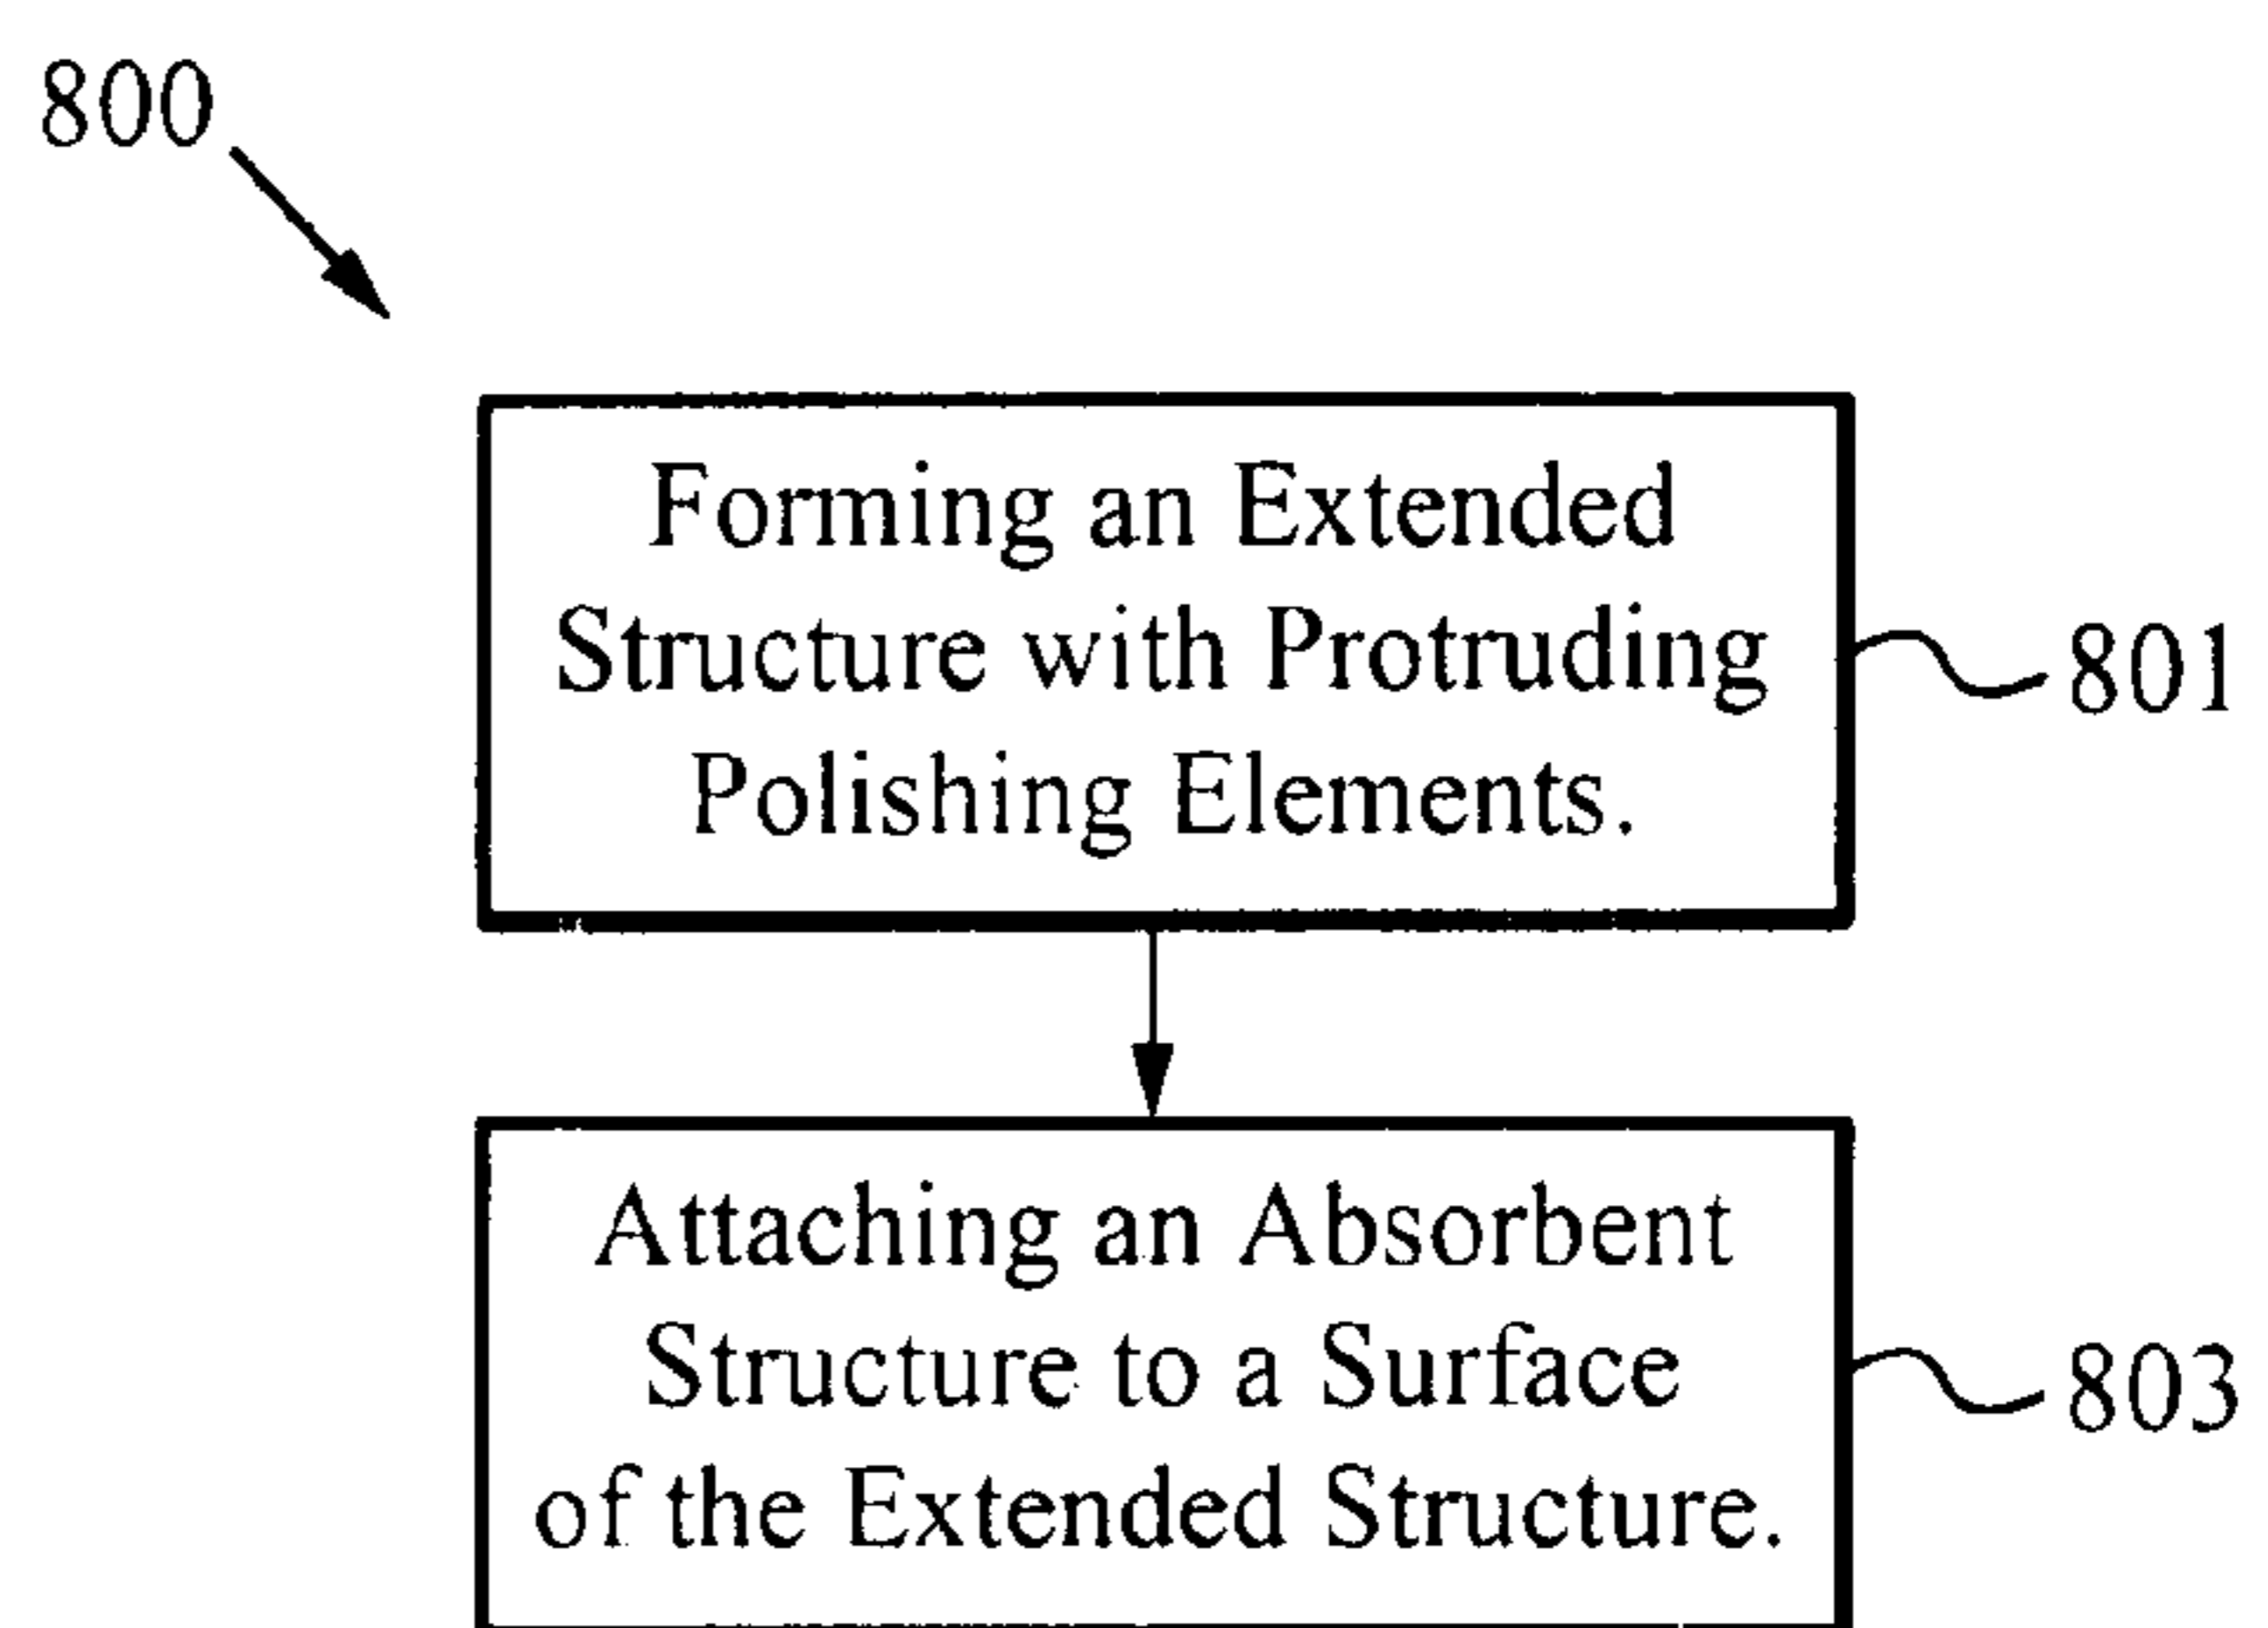 800
Forming an Extended
Structure with Protruding
Polishing Elements.
801
Attaching an Absorbent
Structure to a Surface
of the Extended Structure.
803